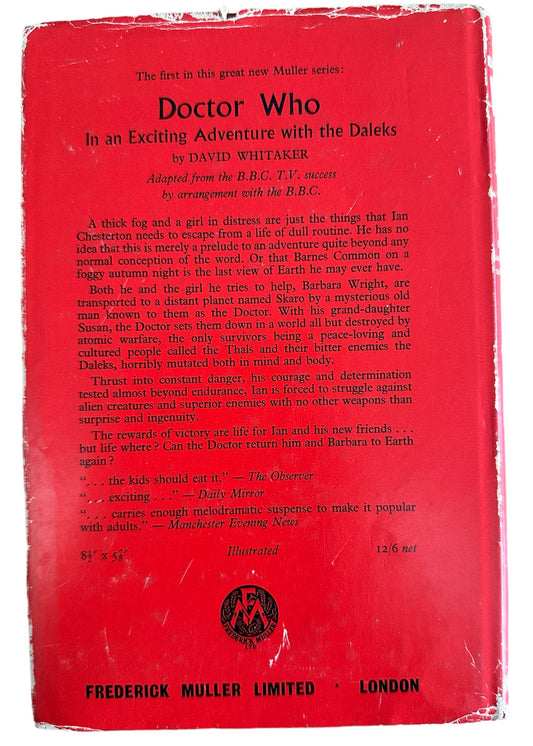 The first in this great new Muller series:
Doctor Who
In an Exciting Adventure with the Daleks
by DAVID WHITAKER
Adapted from the B.B.C. T.V. success
by arrangement with the B.B.C.
A thick fog and a girl in distress are just the things that Ian
Chesterton needs to escape from a life of dull routine. He has no
idea that this is merely a prelude to an adventure quite beyond any
normal conception of the word. Or that Barnes Common on a
foggy autumn night is the last view of Earth he may ever have.
Both he and the girl he tries to help, Barbara Wright, are
transported to a distant planet named Skaro by a mysterious old
man known to them as the Doctor. With his grand-daughter
Susan, the Doctor sets them down in a world all but destroyed by
atomic warfare, the only survivors being a peace-loving and
cultured people called the Thals and their bitter enemies the
Daleks, horribly mutated both in mind and body.
Thrust into constant danger, his courage and determination
tested almost beyond endurance, Ian is forced to struggle against
alien creatures and superior enemies with no other weapons than
surprise and ingenuity.
The rewards of victory are life for Ian and his new friends . . .
but life where? Can the Doctor return him and Barbara to Earth
again?
“. . . the kids should eat it.” — The Observer
“. . . exciting . . .” — Daily Mirror
“. . . carries enough melodramatic suspense to make it popular
with adults.” — Manchester Evening News
8½″ x 5⅞″ Illustrated 12/6 net
FM
FREDERICK MULLER
LTD
FREDERICK MULLER LIMITED · LONDON